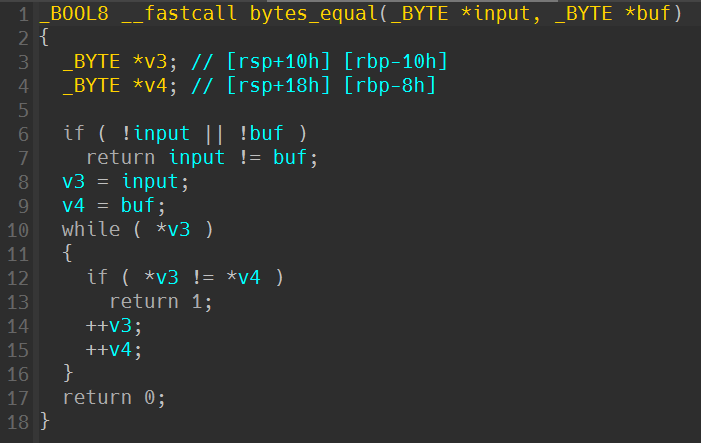 1 _BOOL8 __fastcall bytes_equal(_BYTE *input, _BYTE *buf)
2 {
3   _BYTE *v3; // [rsp+10h] [rbp-10h]
4   _BYTE *v4; // [rsp+18h] [rbp-8h]
5
6   if ( !input || !buf )
7     return input != buf;
8   v3 = input;
9   v4 = buf;
10   while ( *v3 )
11   {
12     if ( *v3 != *v4 )
13       return 1;
14     ++v3;
15     ++v4;
16   }
17   return 0;
18 }